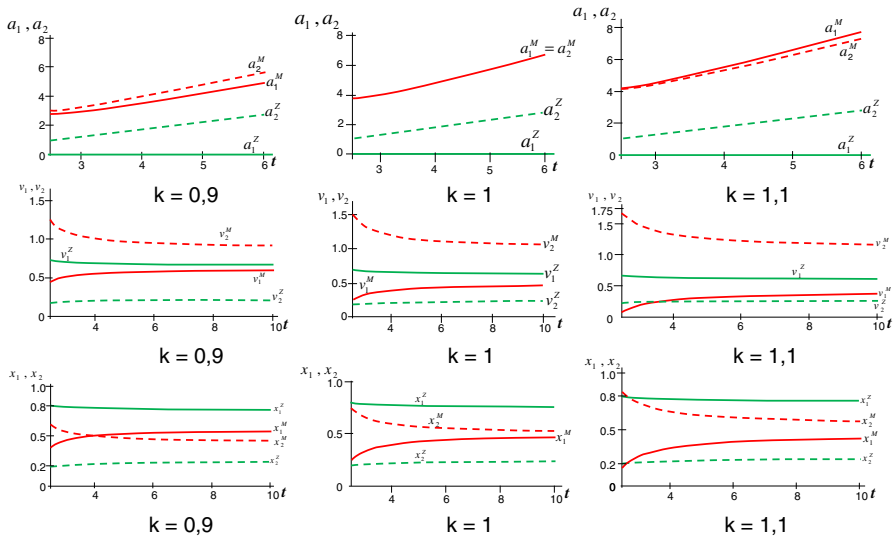 a₁ , a₂
8
6
4
2
0
3
4
5
6
t
a₂ᴹ
a₁ᴹ
a₂ᶻ
a₁ᶻ
k = 0,9
a₁ , a₂
8
6
4
2
0
3
4
5
6
t
a₁ᴹ = a₂ᴹ
a₂ᶻ
a₁ᶻ
k = 1
a₁ , a₂
8
6
4
2
0
3
4
5
6
t
a₁ᴹ
a₂ᴹ
a₂ᶻ
a₁ᶻ
k = 1,1
v₁ , v₂
1.5
1.0
0.5
0
4
6
8
10
t
v₂ᴹ
v₁ᶻ
v₁ᴹ
v₂ᶻ
k = 0,9
v₁ , v₂
1.5
1.0
0.5
0
4
6
8
10
t
v₂ᴹ
v₁ᶻ
v₁ᴹ
v₂ᶻ
k = 1
v₁ , v₂
1.75
1.5
1.0
0.5
0
4
6
8
10
t
v₂ᴹ
v₁ᶻ
v₁ᴹ
v₂ᶻ
k = 1,1
x₁ , x₂
1.0
0.8
0.5
0.2
0
4
6
8
10
t
x₁ᶻ
x₁ᴹ
x₂ᴹ
x₂ᶻ
k = 0,9
x₁ , x₂
1.0
0.5
0
4
6
8
10
t
x₁ᶻ
x₂ᴹ
x₁ᴹ
x₂ᶻ
k = 1
x₁ , x₂
1.0
0.8
0.5
0.2
0
4
6
8
10
t
x₁ᶻ
x₂ᴹ
x₁ᴹ
x₂ᶻ
k = 1,1